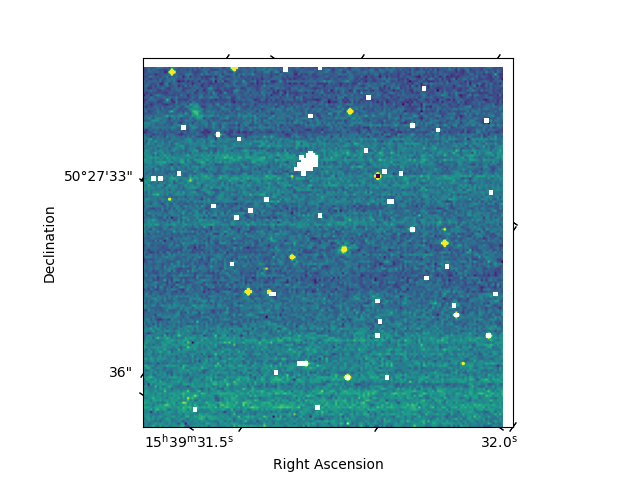 50°27'33"
Declination
36"
15ʰ39ᵐ31.5ˢ
32.0ˢ
Right Ascension